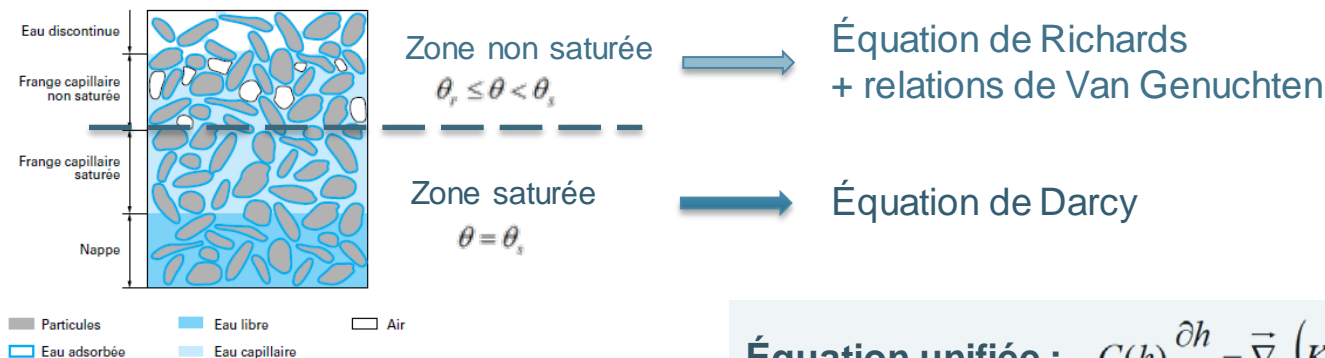 Eau discontinue
Frange capillaire
non saturée
Frange capillaire
saturée
Nappe
Particules
Eau libre
Air
Eau adsorbée
Eau capillaire
Zone non saturée
θr ≤ θ < θs
Zone saturée
θ = θs
Équation de Richards
+ relations de Van Genuchten
Équation de Darcy
Équation unifiée : C(h) ∂h = ∇ (K